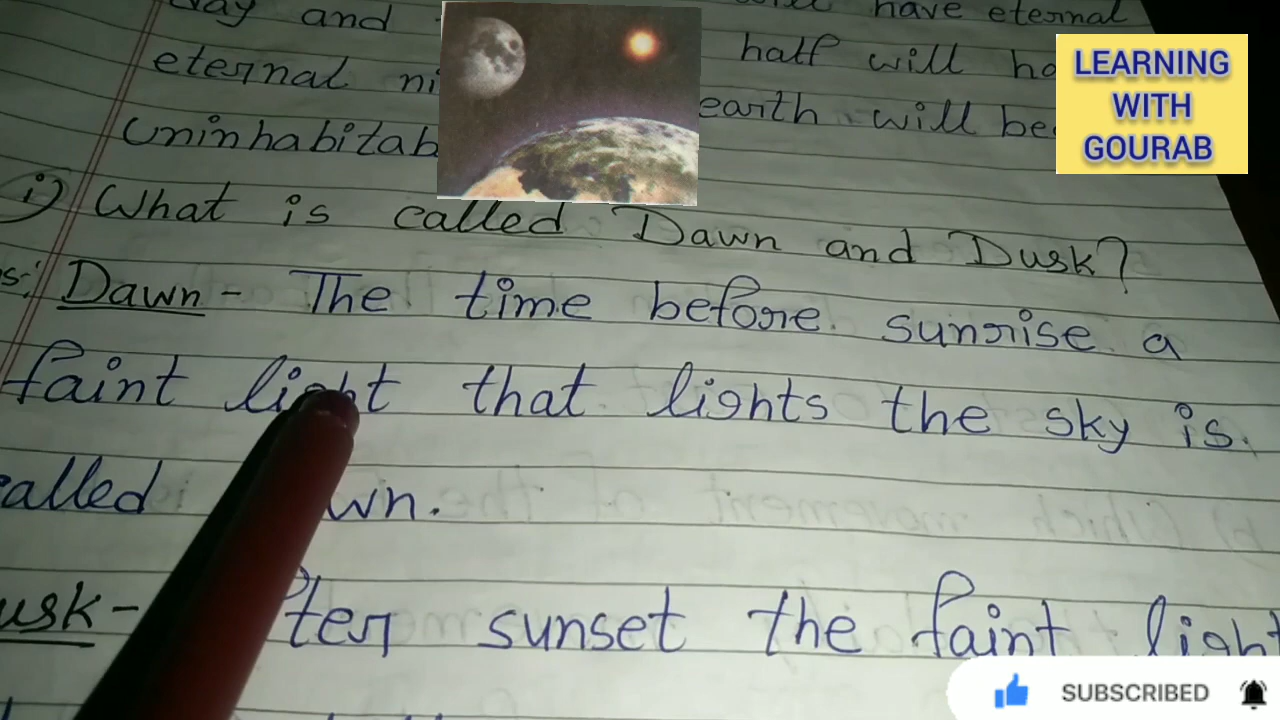 and have eternal
eternal ni half will ha
uninhabitab earth will be
LEARNING
WITH
GOURAB
i) What is called Dawn and Dusk?
s:- Dawn - The time before sunrise a
faint light that lights the sky is
called wn.
usk- ter sunset the faint light
SUBSCRIBED